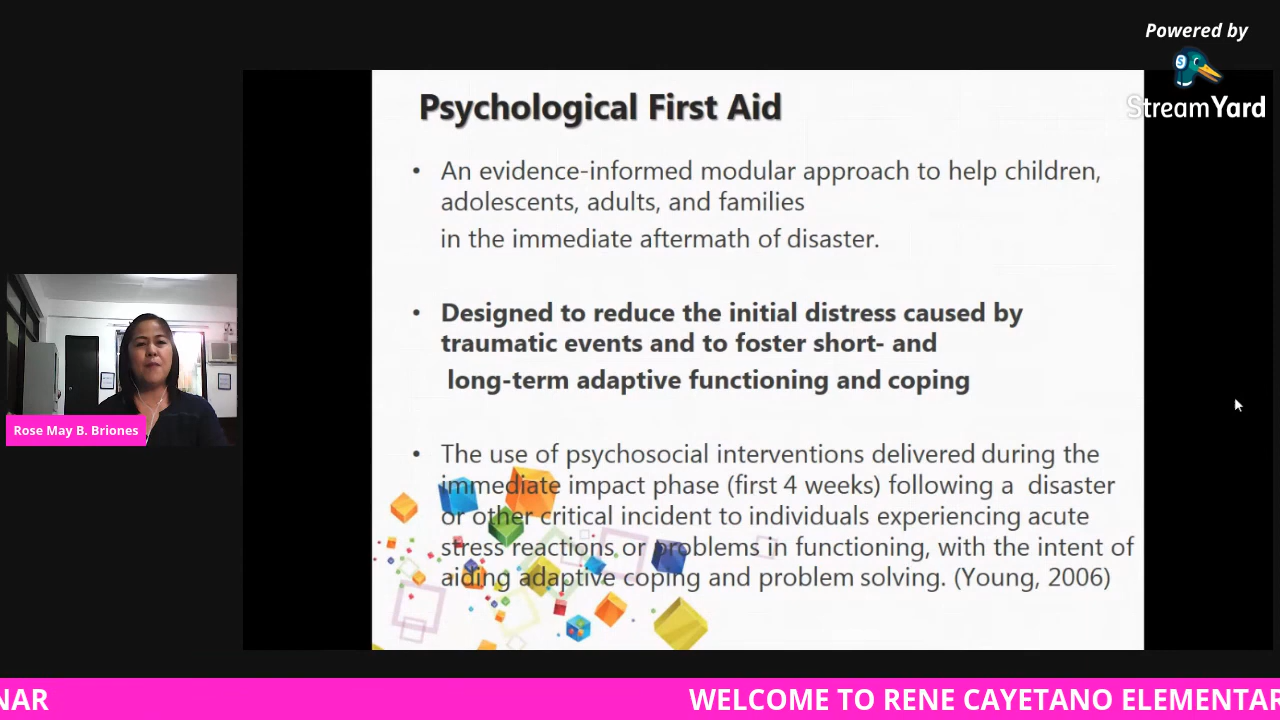 Powered by
StreamYard
Psychological First Aid
• An evidence-informed modular approach to help children,
adolescents, adults, and families
in the immediate aftermath of disaster.
• Designed to reduce the initial distress caused by
traumatic events and to foster short- and
long-term adaptive functioning and coping
• The use of psychosocial interventions delivered during the
immediate impact phase (first 4 weeks) following a disaster
or other critical incident to individuals experiencing acute
stress reactions or problems in functioning, with the intent of
aiding adaptive coping and problem solving. (Young, 2006)
Rose May B. Briones
NAR WELCOME TO RENE CAYETANO ELEMENTAR